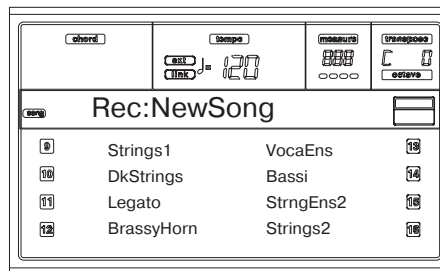 chord tempo measure transpose
ext ♩= 120 888 C 0
link octave
song Rec:NewSong
9 Strings1 VocaEns 13
10 DkStrings Bassi 14
11 Legato StrngEns2 15
12 BrassyHorn Strings2 16